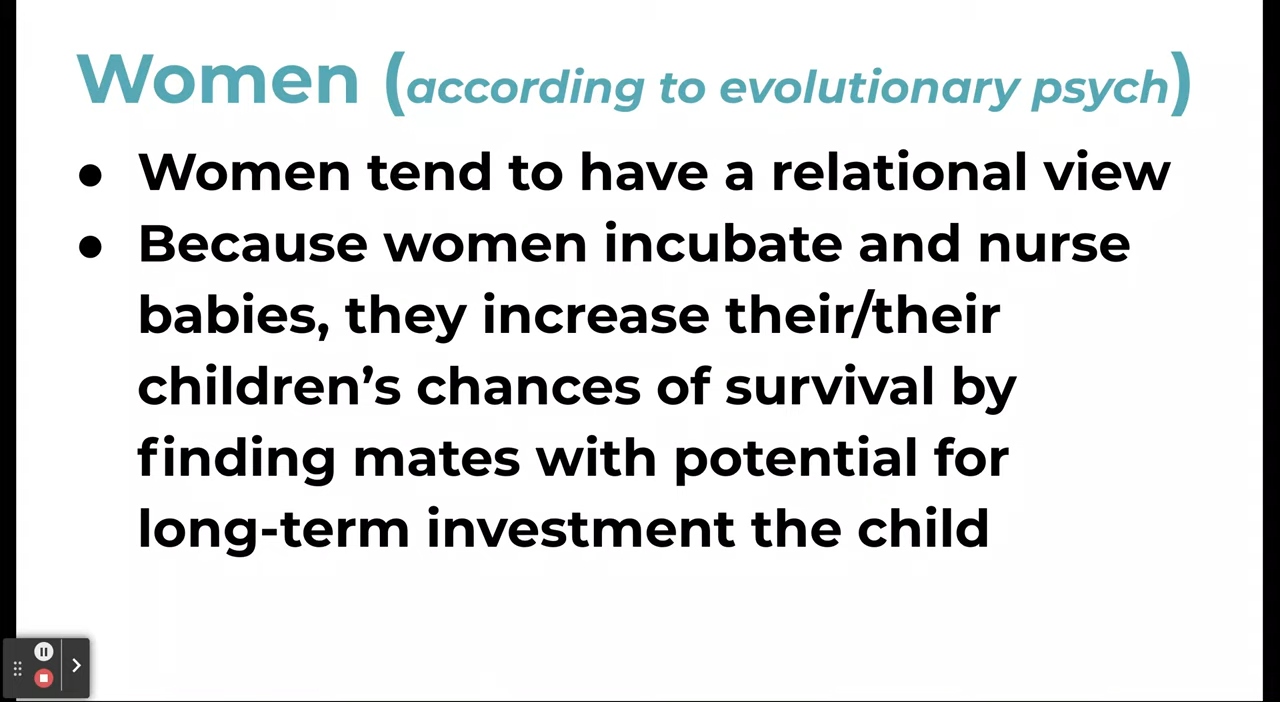 Women (according to evolutionary psych)
● Women tend to have a relational view
● Because women incubate and nurse
babies, they increase their/their
children’s chances of survival by
finding mates with potential for
long-term investment the child